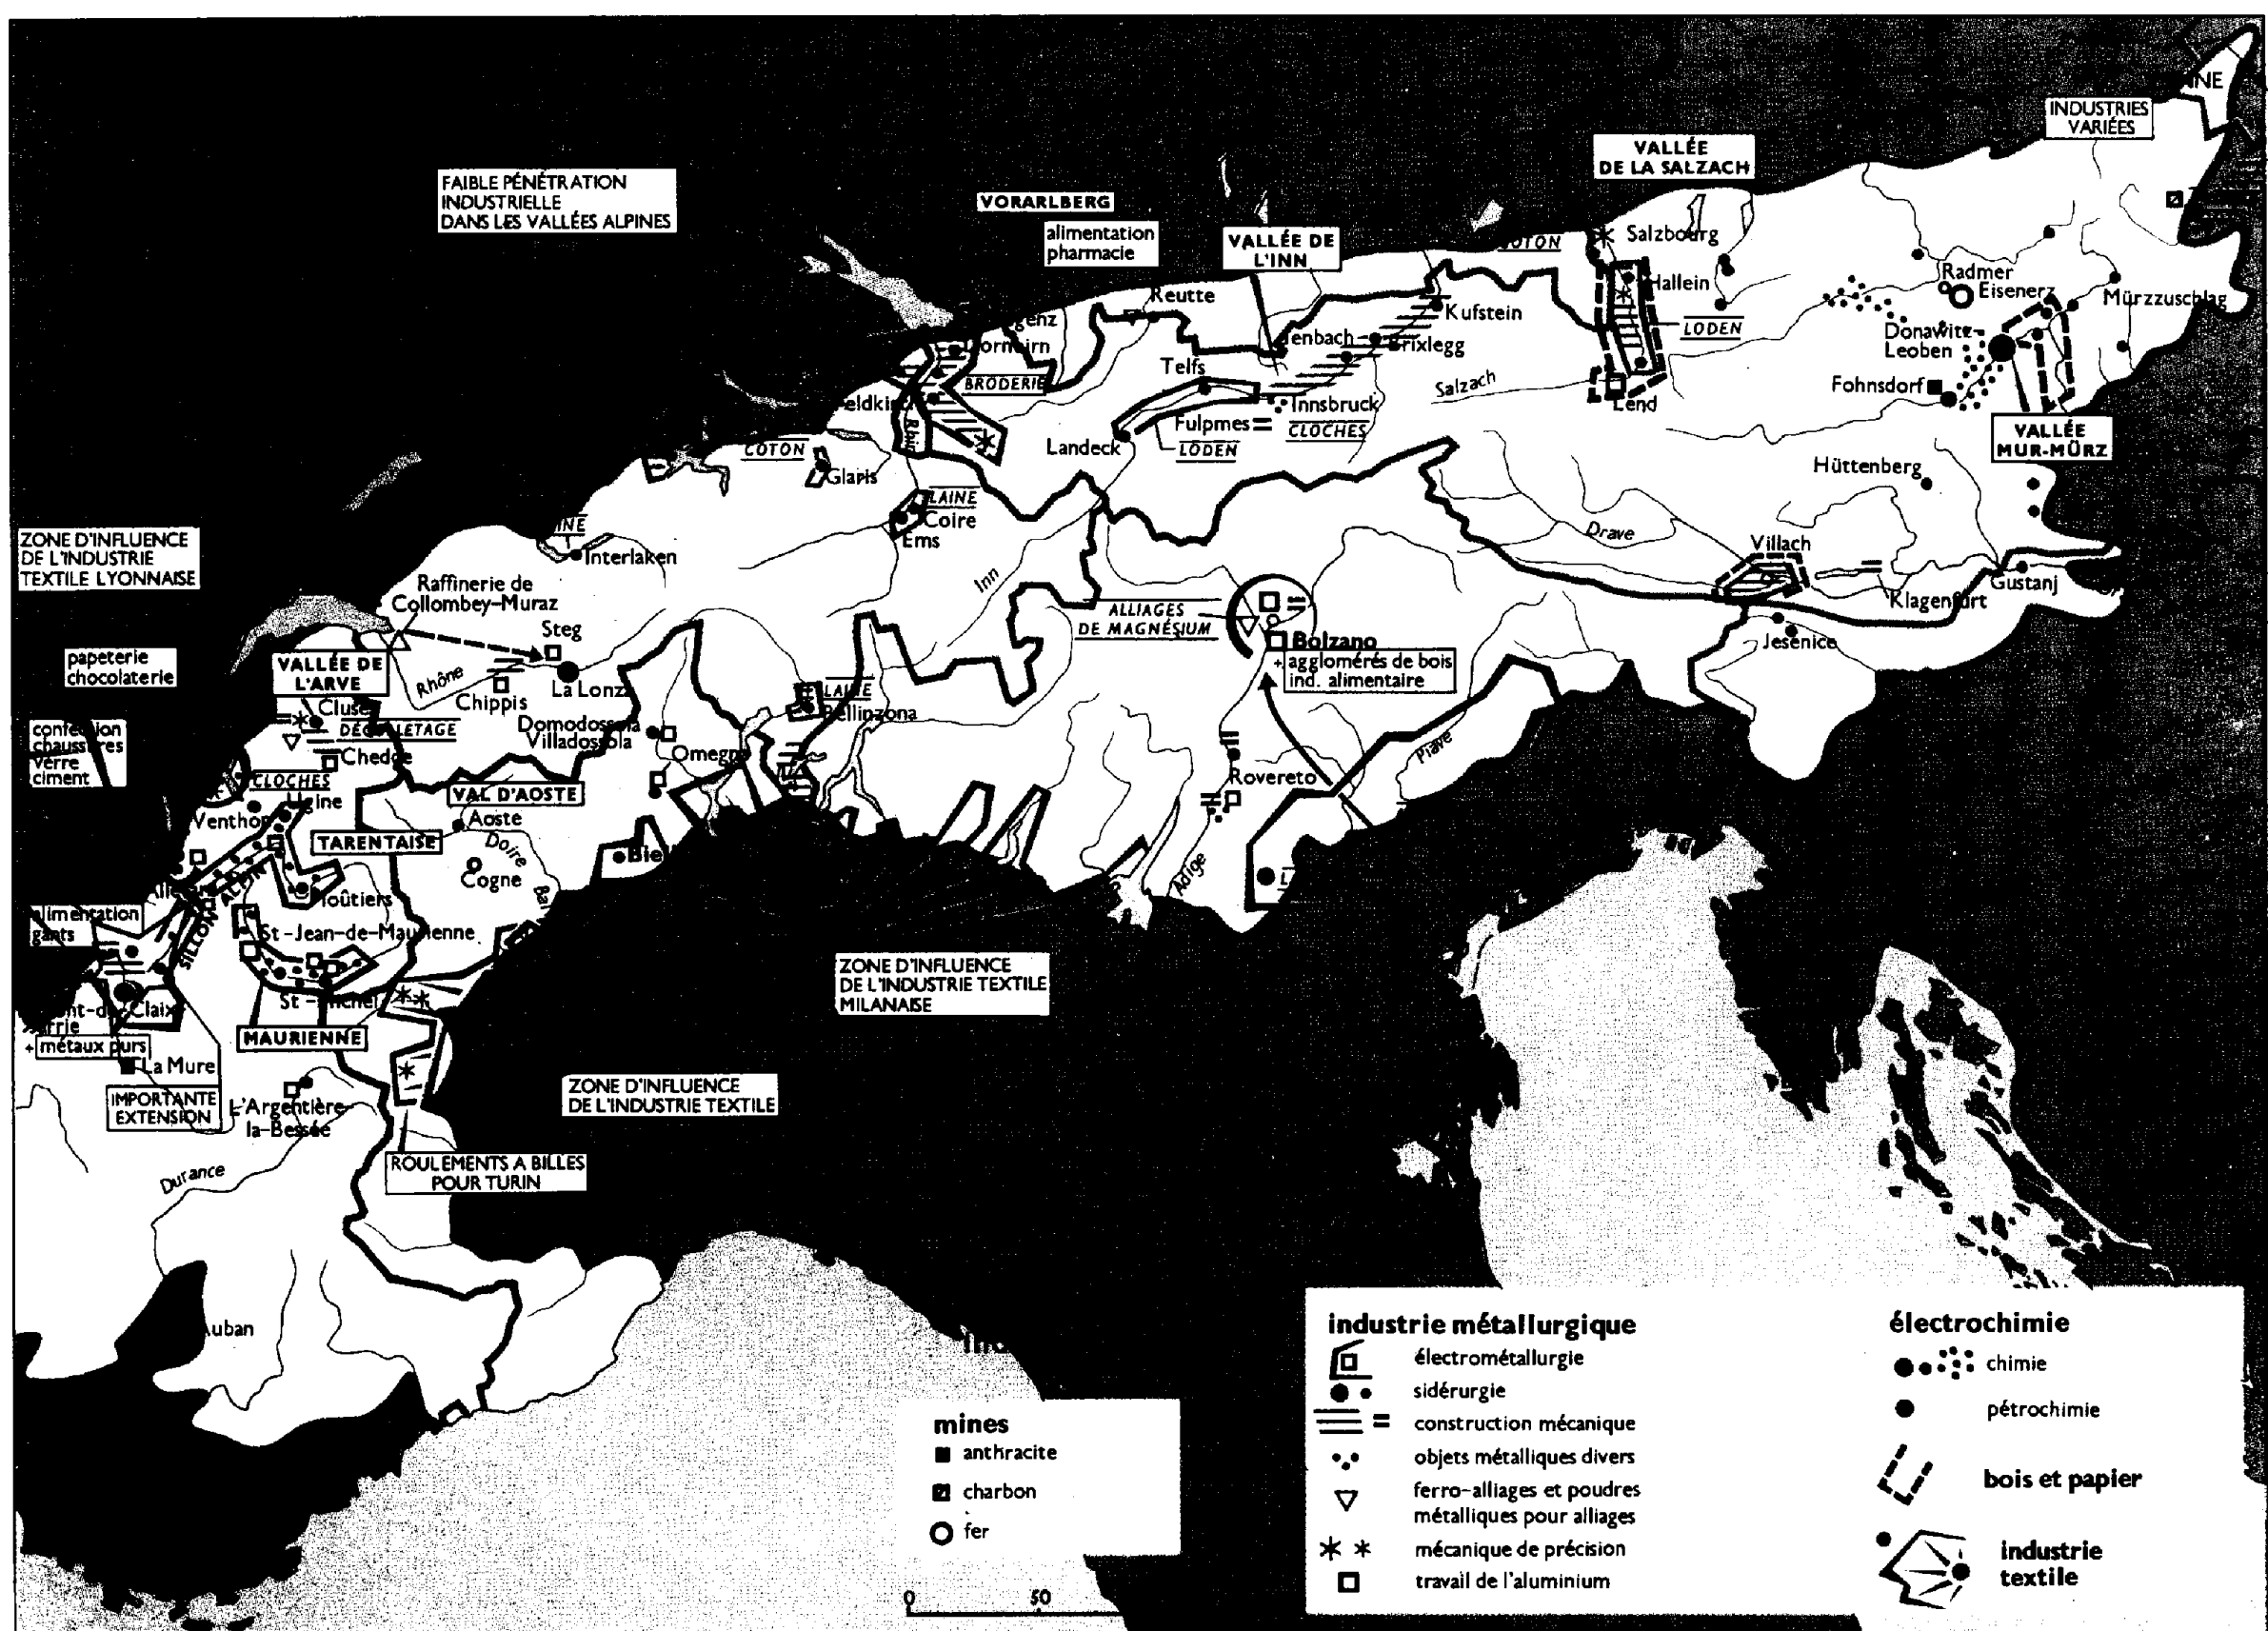 INDUSTRIES
VARIÉES
VALLÉE
DE LA SALZACH
FAIBLE PÉNÉTRATION
INDUSTRIELLE
DANS LES VALLÉES ALPINES
VORARLBERG
alimentation
pharmacie
VALLÉE DE
L'INN
Salzbourg
Hallein
LODEN
Radmer
Eisenerz
Mürzzuschlag
Donawitz-
Leoben
Fohnsdorf
VALLÉE
MUR-MÜRZ
Reutte
Kufstein
Brixlegg
Telfs
Salzach
Lend
BRODERIE
Innsbruck
Fulpmes
CLOCHES
Landeck
LODEN
Rhin
COTON
Glaris
LAINE
Coire
Ems
Hüttenberg
Drave
Villach
Klagenfurt
Gustanj
Jesenice
ZONE D'INFLUENCE
DE L'INDUSTRIE
TEXTILE LYONNAISE
Interlaken
Inn
Raffinerie de
Collombey-Muraz
Steg
ALLIAGES
DE MAGNÉSIUM
Bolzano
+ agglomérés de bois
ind. alimentaire
papeterie
chocolaterie
VALLÉE DE
L'ARVE
Rhône
Chippis
Domodossola
Villadossola
Bellinzona
chaussures
verre
ciment
Chedde
CLOCHES
Ugine
VAL D'AOSTE
Rovereto
Piave
TARENTAISE
Aoste
Doire
Cogne
Adige
Moûtiers
alimentation
gants
SILLON ALPIN
St-Jean-de-Maurienne
MAURIENNE
+ métaux purs
La Mure
IMPORTANTE
EXTENSION
L'Argentière-
la-Bessée
Durance
ROULEMENTS A BILLES
POUR TURIN
ZONE D'INFLUENCE
DE L'INDUSTRIE TEXTILE
MILANAISE
ZONE D'INFLUENCE
DE L'INDUSTRIE TEXTILE
mines
anthracite
charbon
fer
0 50
industrie métallurgique
électrométallurgie
sidérurgie
construction mécanique
objets métalliques divers
ferro-alliages et poudres
métalliques pour alliages
mécanique de précision
travail de l'aluminium
électrochimie
chimie
pétrochimie
bois et papier
industrie
textile